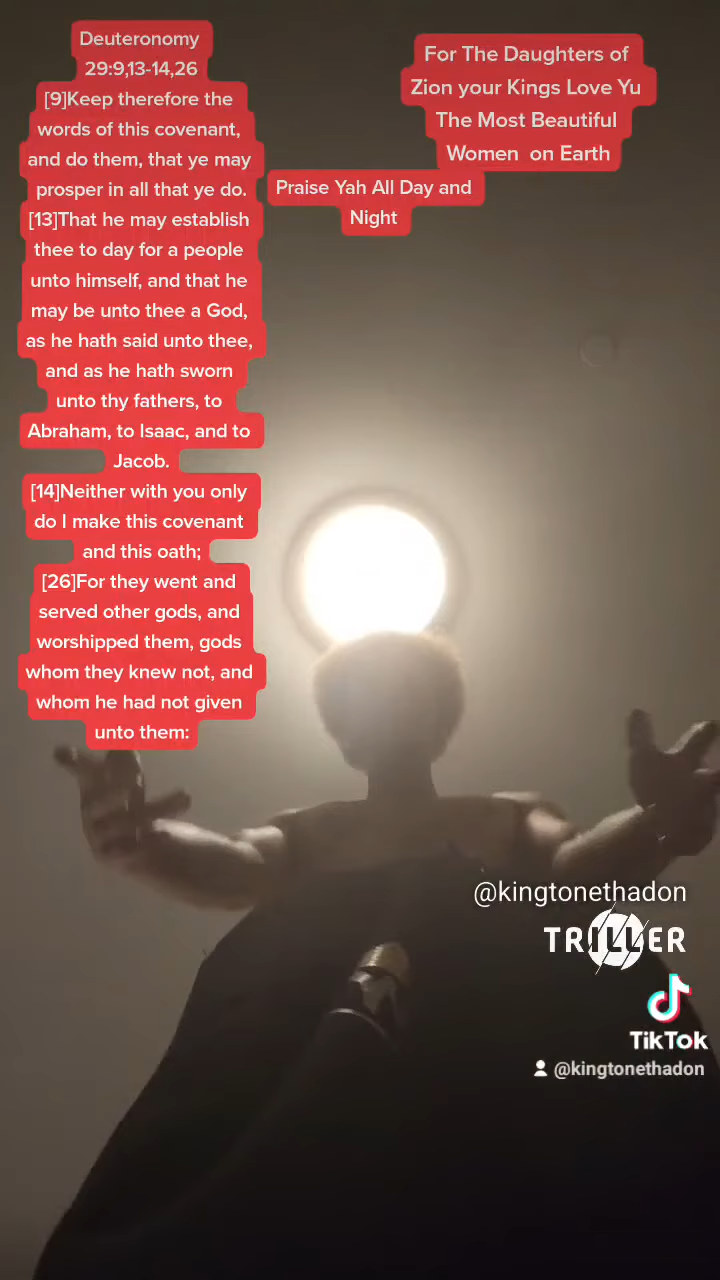 Deuteronomy
29:9,13-14,26
[9]Keep therefore the
words of this covenant,
and do them, that ye may
prosper in all that ye do.
[13]That he may establish
thee to day for a people
unto himself, and that he
may be unto thee a God,
as he hath said unto thee,
and as he hath sworn
unto thy fathers, to
Abraham, to Isaac, and to
Jacob.
[14]Neither with you only
do I make this covenant
and this oath;
[26]For they went and
served other gods, and
worshipped them, gods
whom they knew not, and
whom he had not given
unto them:
For The Daughters of
Zion your Kings Love Yu
The Most Beautiful
Women on Earth
Praise Yah All Day and
Night
@kingtonethadon
TRILLER
TikTok
@kingtonethadon